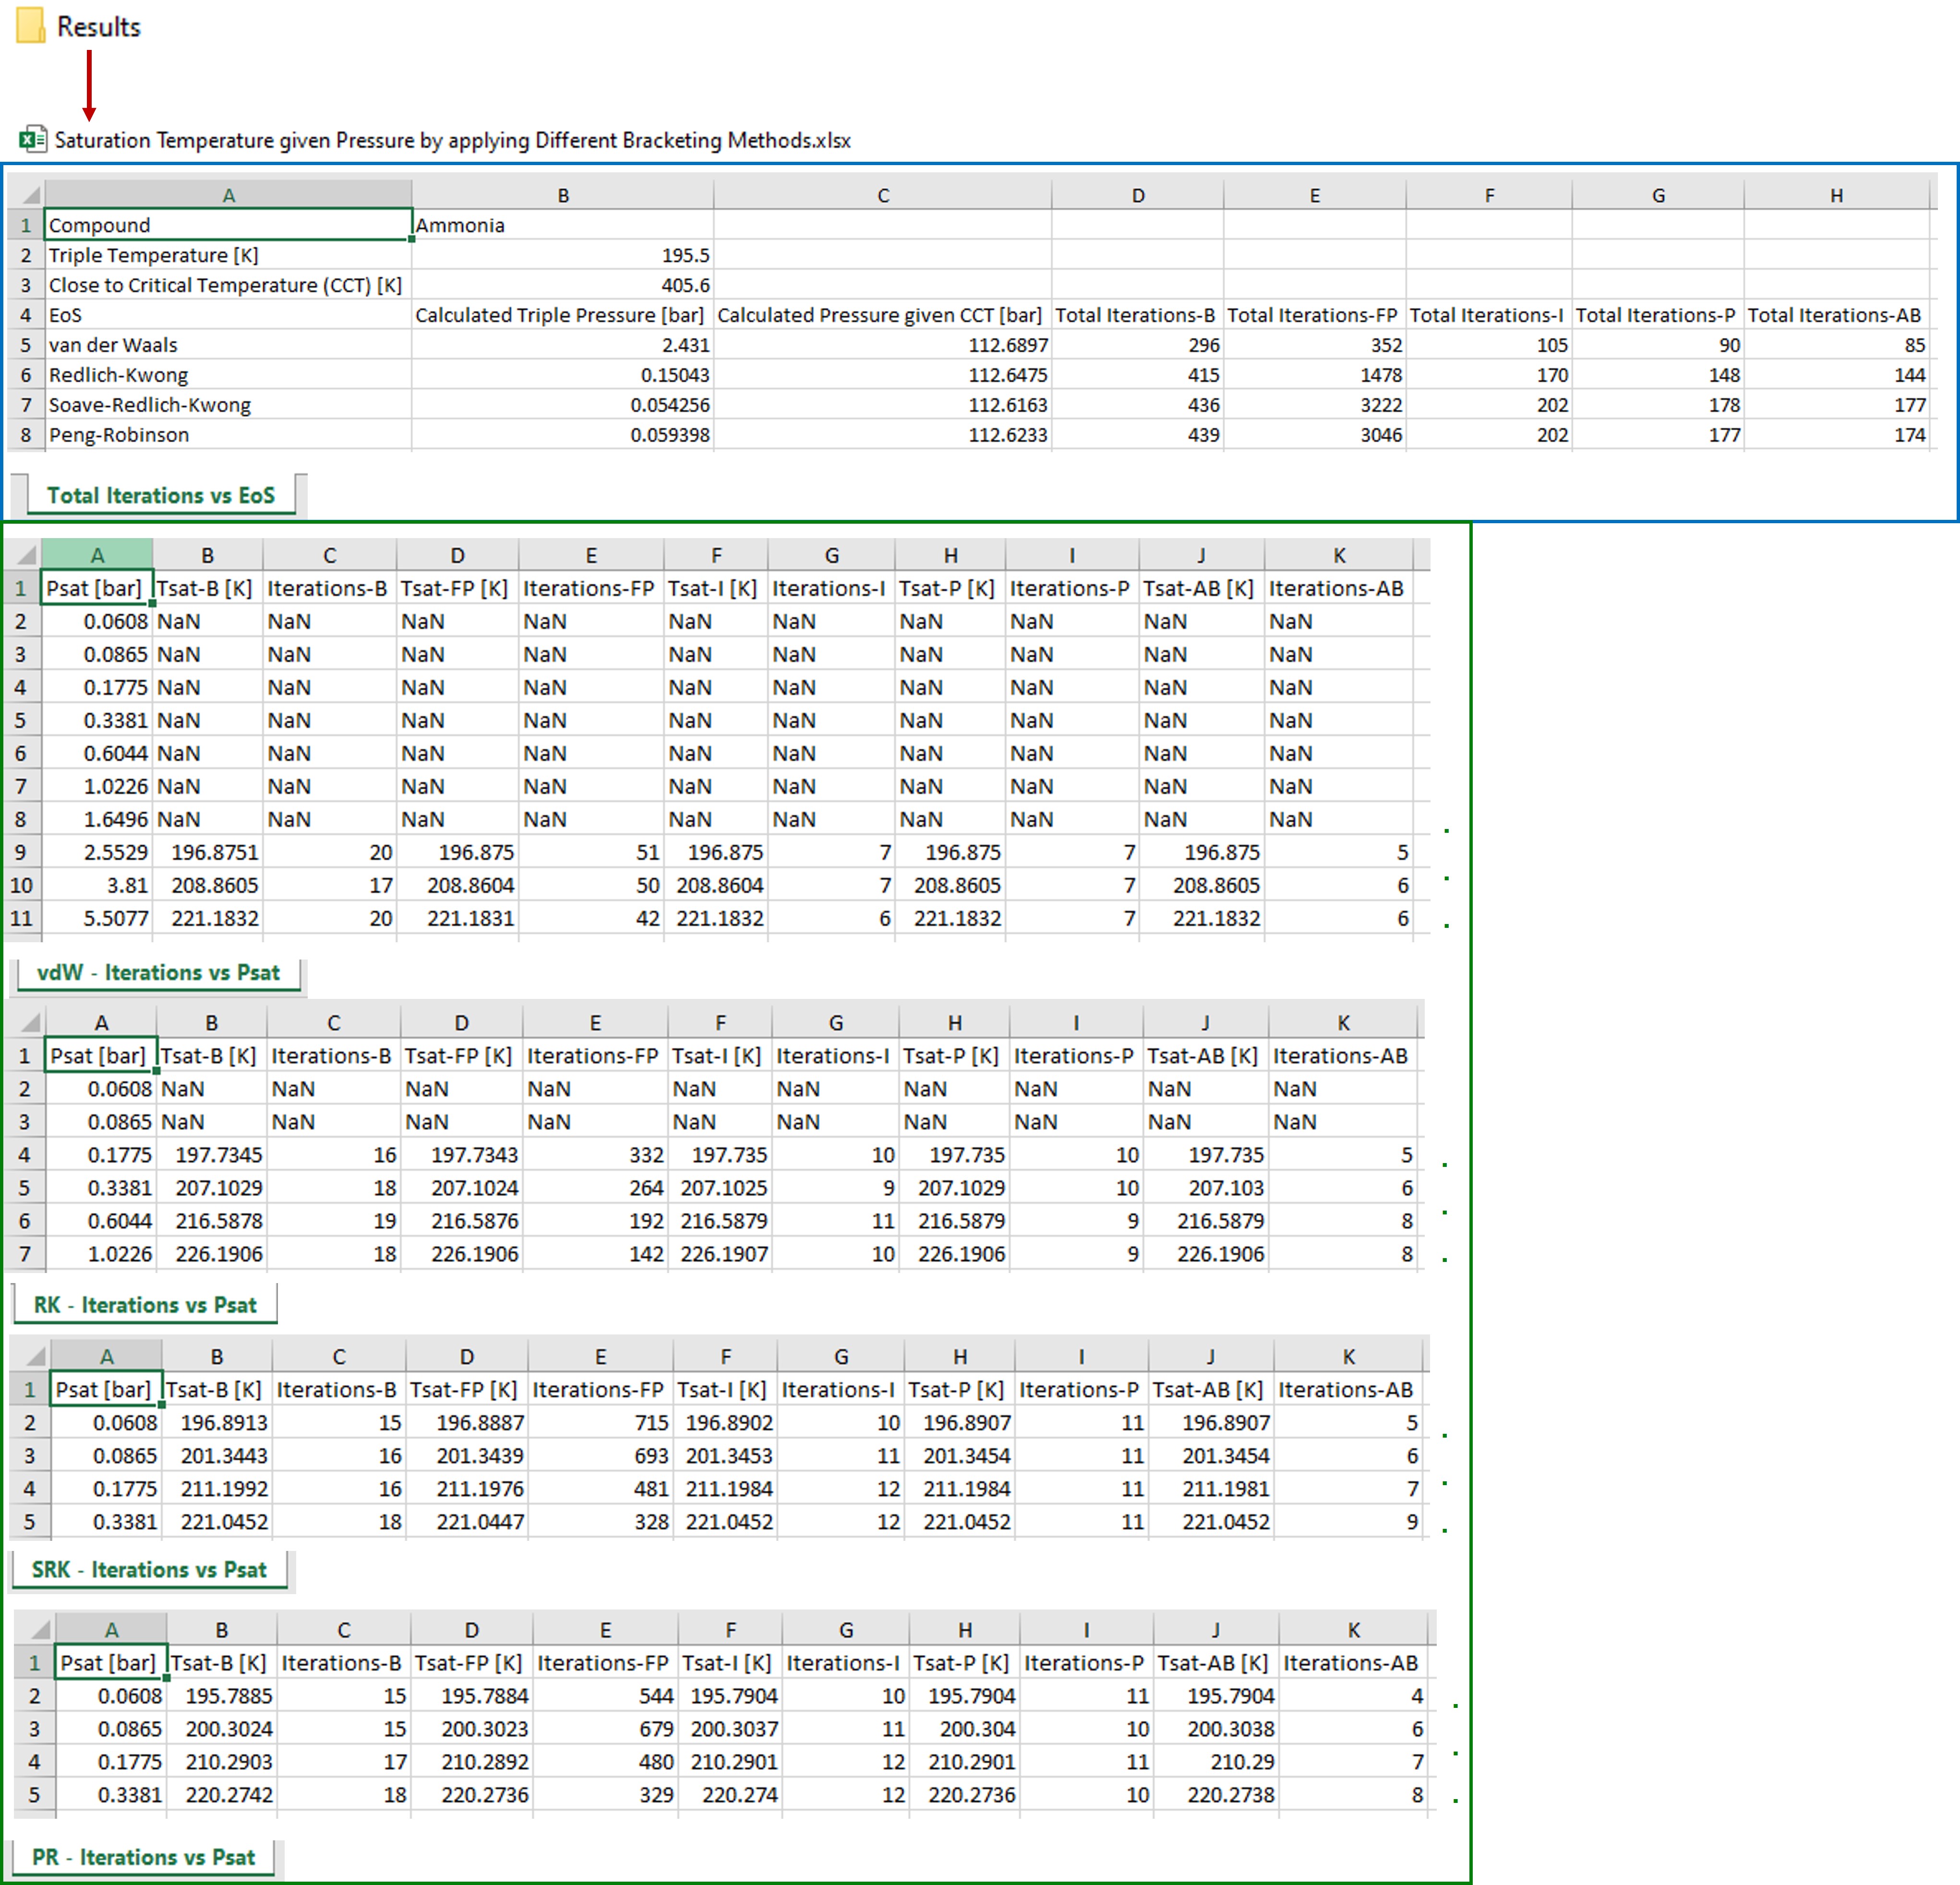 Results
Saturation Temperature given Pressure by applying Different Bracketing Methods.xlsx
A B C D E F G H
1 Compound Ammonia
2 Triple Temperature [K] 195.5
3 Close to Critical Temperature (CCT) [K] 405.6
4 EoS Calculated Triple Pressure [bar] Calculated Pressure given CCT [bar] Total Iterations-B Total Iterations-FP Total Iterations-I Total Iterations-P Total Iterations-AB
5 van der Waals 2.431 112.6897 296 352 105 90 85
6 Redlich-Kwong 0.15043 112.6475 415 1478 170 148 144
7 Soave-Redlich-Kwong 0.054256 112.6163 436 3222 202 178 177
8 Peng-Robinson 0.059398 112.6233 439 3046 202 177 174
Total Iterations vs EoS
A B C D E F G H I J K
1 Psat [bar] Tsat-B [K] Iterations-B Tsat-FP [K] Iterations-FP Tsat-I [K] Iterations-I Tsat-P [K] Iterations-P Tsat-AB [K] Iterations-AB
2 0.0608 NaN NaN NaN NaN NaN NaN NaN NaN NaN NaN
3 0.0865 NaN NaN NaN NaN NaN NaN NaN NaN NaN NaN
4 0.1775 NaN NaN NaN NaN NaN NaN NaN NaN NaN NaN
5 0.3381 NaN NaN NaN NaN NaN NaN NaN NaN NaN NaN
6 0.6044 NaN NaN NaN NaN NaN NaN NaN NaN NaN NaN
7 1.0226 NaN NaN NaN NaN NaN NaN NaN NaN NaN NaN
8 1.6496 NaN NaN NaN NaN NaN NaN NaN NaN NaN NaN
9 2.5529 196.8751 20 196.875 51 196.875 7 196.875 7 196.875 5
10 3.81 208.8605 17 208.8604 50 208.8604 7 208.8605 7 208.8605 6
11 5.5077 221.1832 20 221.1831 42 221.1832 6 221.1832 7 221.1832 6
vdW - Iterations vs Psat
A B C D E F G H I J K
1 Psat [bar] Tsat-B [K] Iterations-B Tsat-FP [K] Iterations-FP Tsat-I [K] Iterations-I Tsat-P [K] Iterations-P Tsat-AB [K] Iterations-AB
2 0.0608 NaN NaN NaN NaN NaN NaN NaN NaN NaN NaN
3 0.0865 NaN NaN NaN NaN NaN NaN NaN NaN NaN NaN
4 0.1775 197.7345 16 197.7343 332 197.735 10 197.735 10 197.735 5
5 0.3381 207.1029 18 207.1024 264 207.1025 9 207.1029 10 207.103 6
6 0.6044 216.5878 19 216.5876 192 216.5879 11 216.5879 9 216.5879 8
7 1.0226 226.1906 18 226.1906 142 226.1907 10 226.1906 9 226.1906 8
RK - Iterations vs Psat
A B C D E F G H I J K
1 Psat [bar] Tsat-B [K] Iterations-B Tsat-FP [K] Iterations-FP Tsat-I [K] Iterations-I Tsat-P [K] Iterations-P Tsat-AB [K] Iterations-AB
2 0.0608 196.8913 15 196.8887 715 196.8902 10 196.8907 11 196.8907 5
3 0.0865 201.3443 16 201.3439 693 201.3453 11 201.3454 11 201.3454 6
4 0.1775 211.1992 16 211.1976 481 211.1984 12 211.1984 11 211.1981 7
5 0.3381 221.0452 18 221.0447 328 221.0452 12 221.0452 11 221.0452 9
SRK - Iterations vs Psat
A B C D E F G H I J K
1 Psat [bar] Tsat-B [K] Iterations-B Tsat-FP [K] Iterations-FP Tsat-I [K] Iterations-I Tsat-P [K] Iterations-P Tsat-AB [K] Iterations-AB
2 0.0608 195.7885 15 195.7884 544 195.7904 10 195.7904 11 195.7904 4
3 0.0865 200.3024 15 200.3023 679 200.3037 11 200.304 10 200.3038 6
4 0.1775 210.2903 17 210.2892 480 210.2901 12 210.2901 11 210.29 7
5 0.3381 220.2742 18 220.2736 329 220.274 12 220.2736 10 220.2738 8
PR - Iterations vs Psat